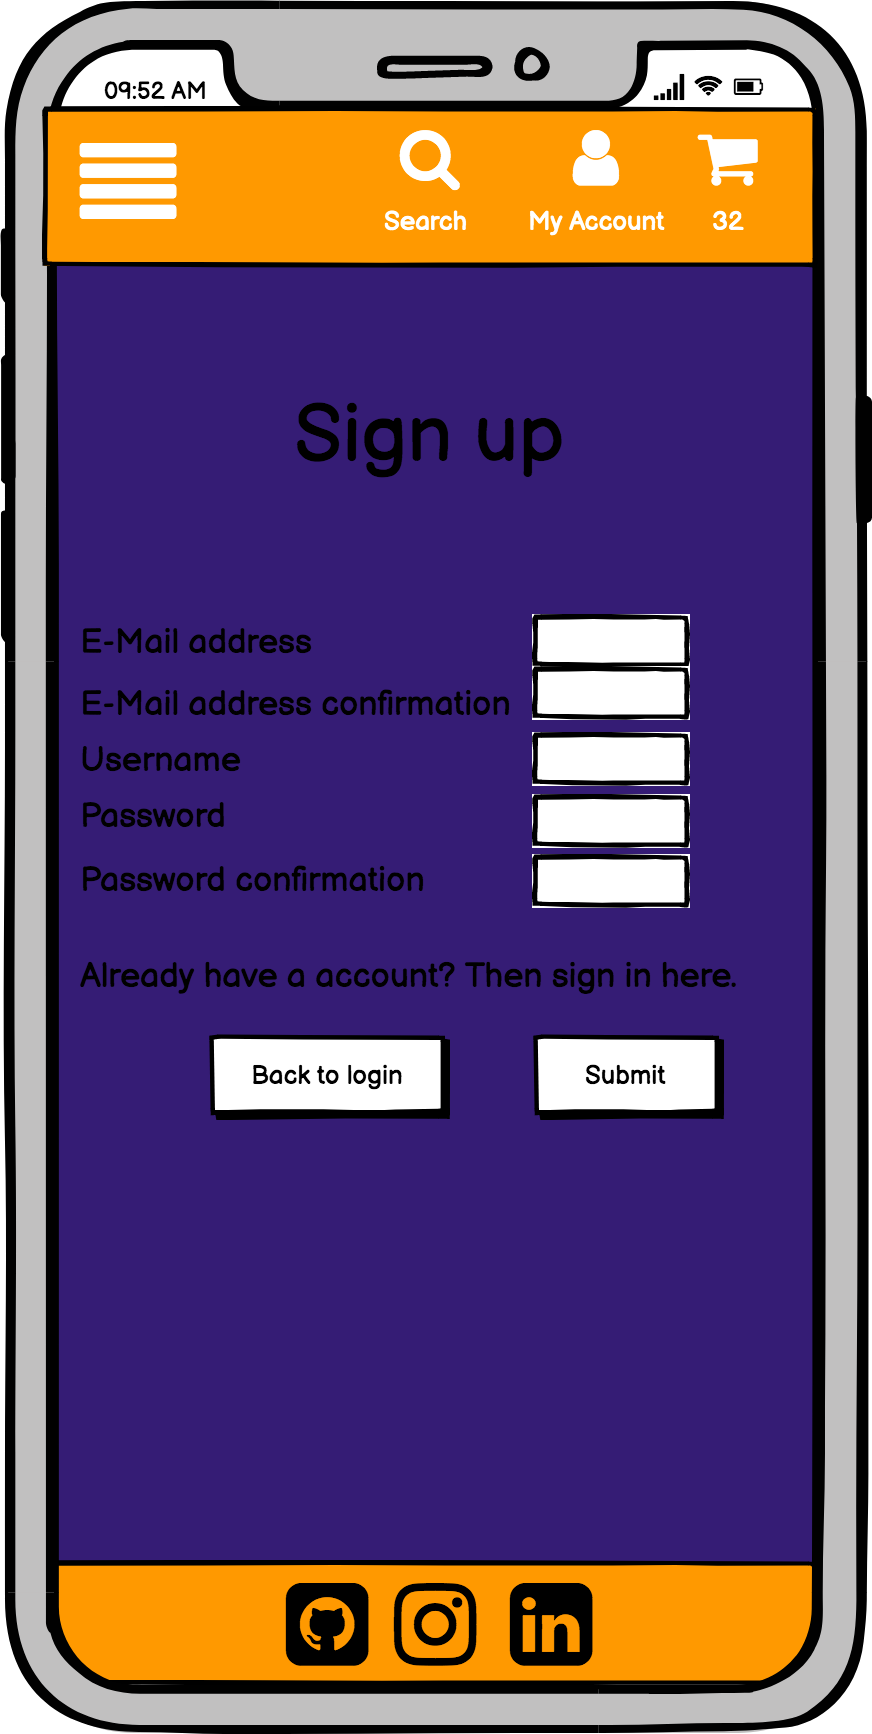 09:52 AM
Search
My Account
32
Sign up
E-Mail address
E-Mail address confirmation
Username
Password
Password confirmation
Already have a account? Then sign in here.
Back to login
Submit
in